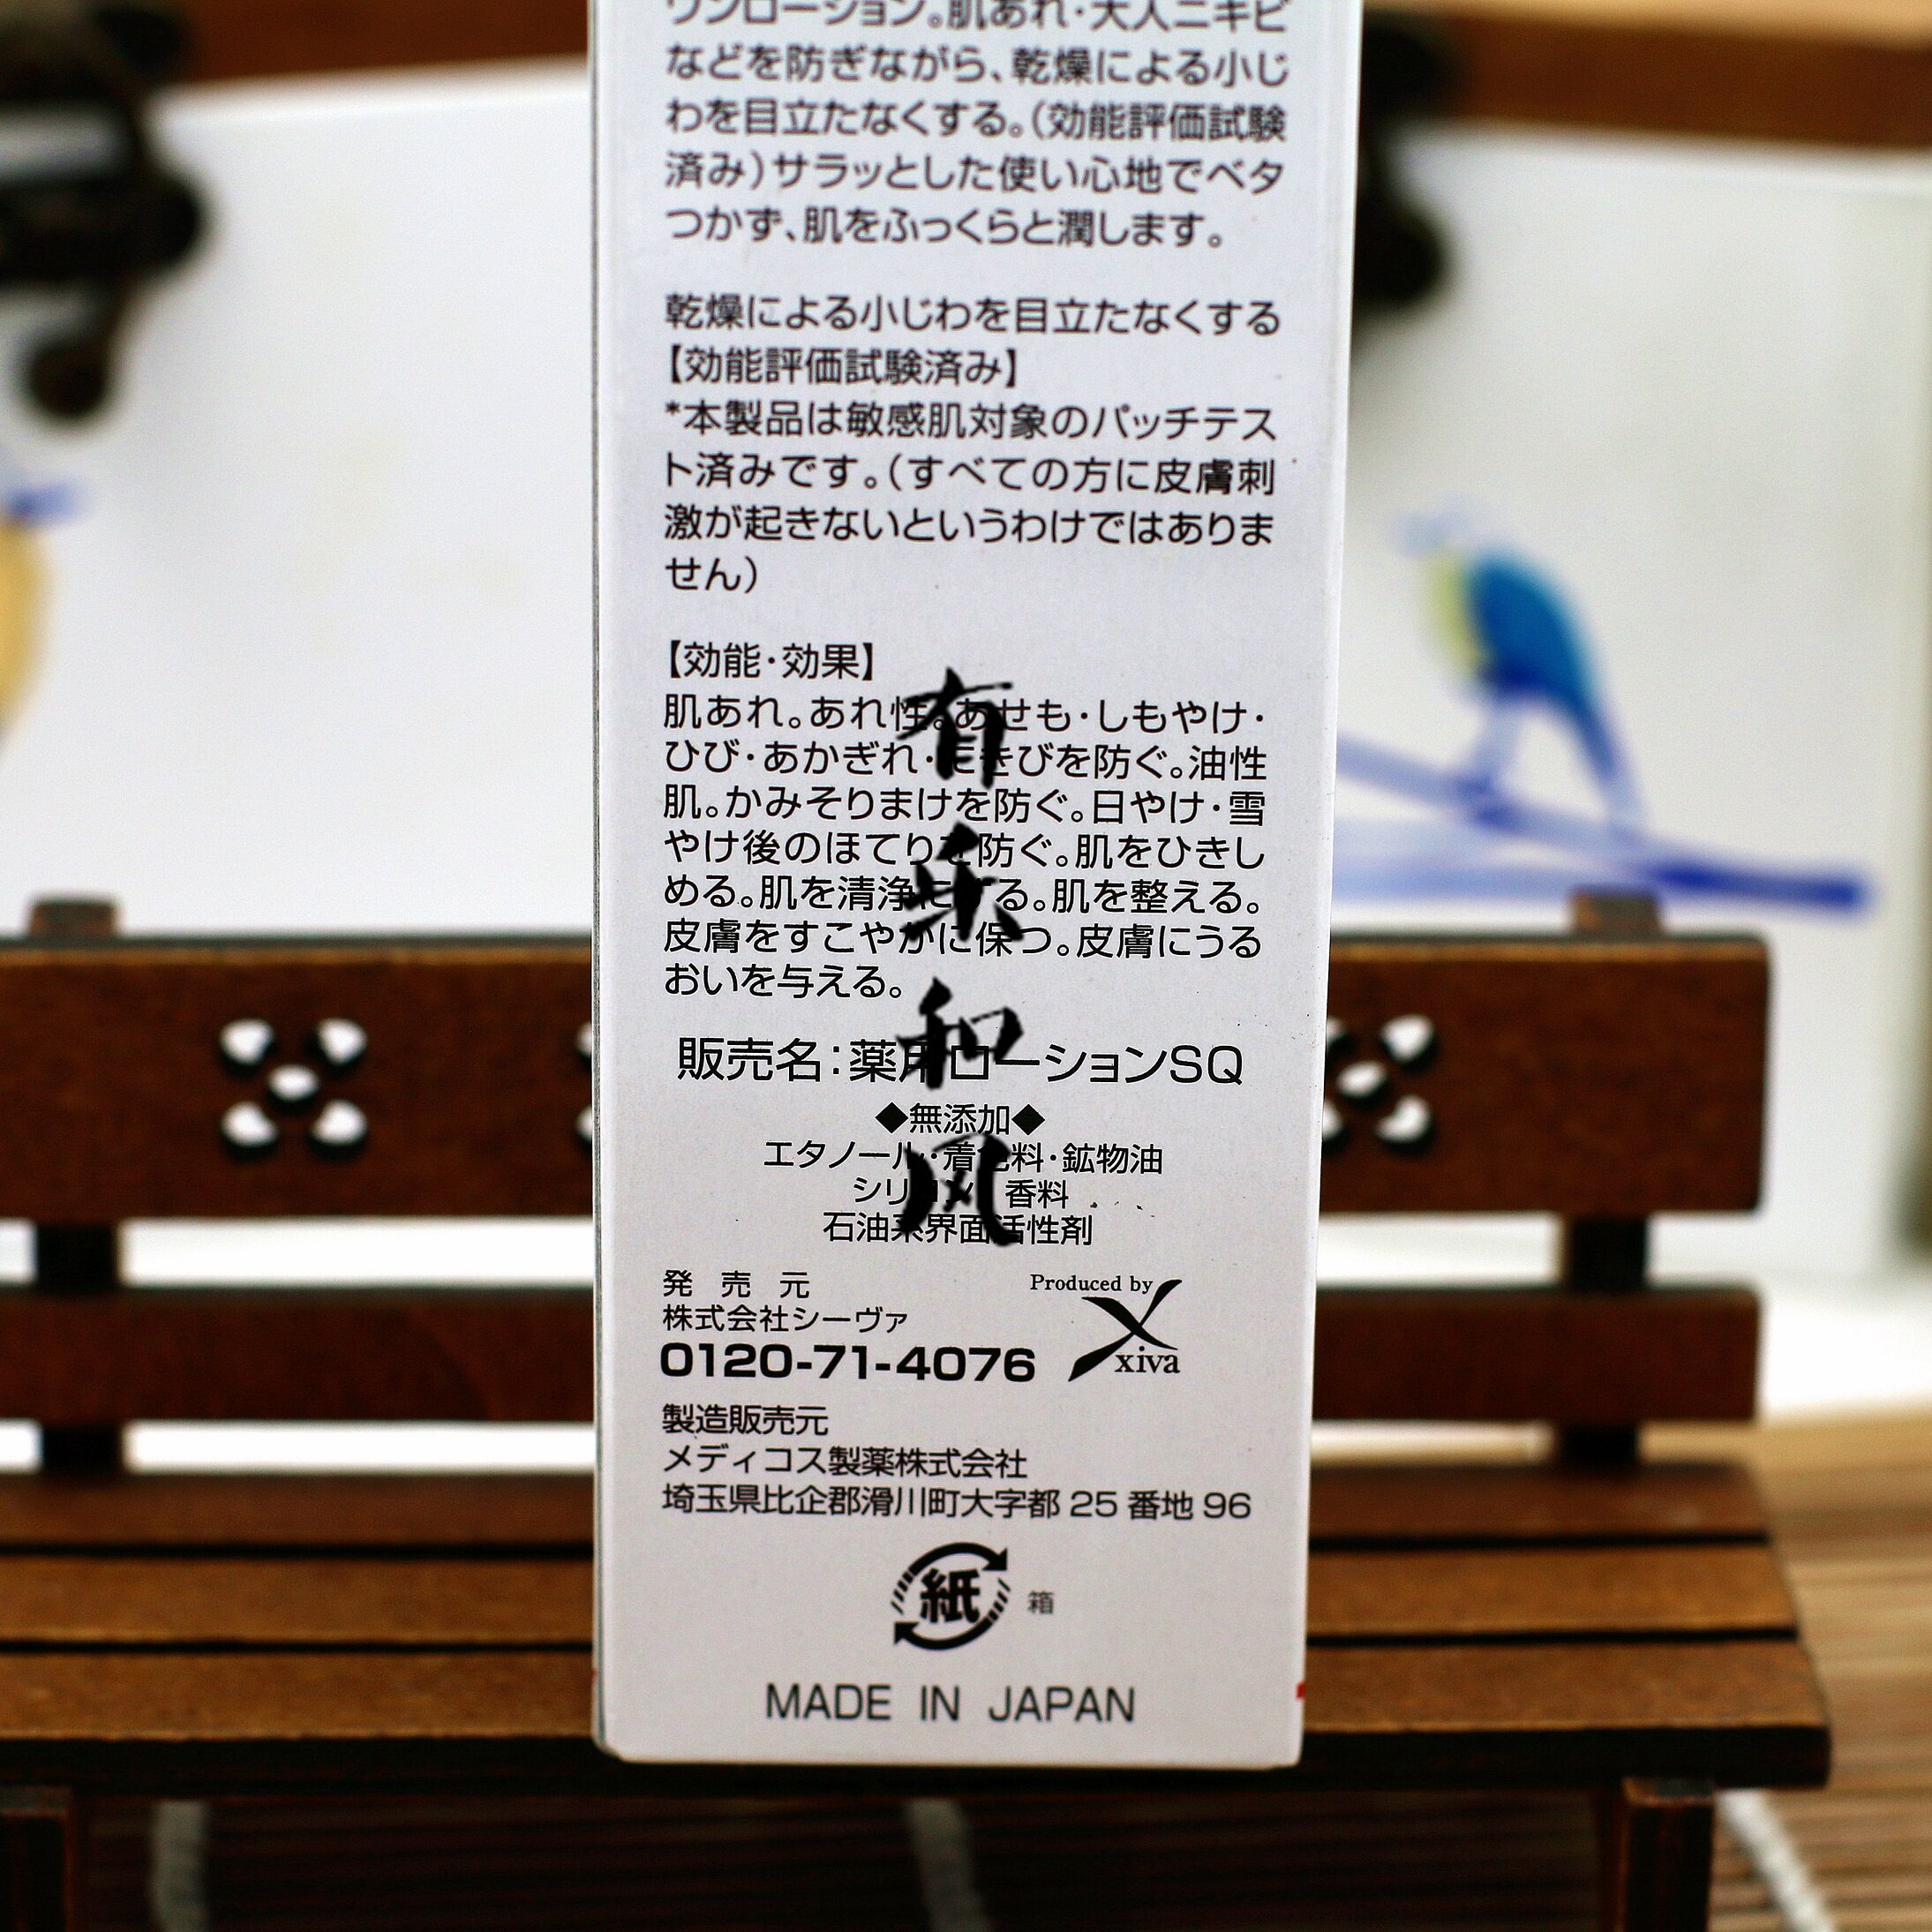 ワンローション。肌あれ・大人ニキビ
などを防ぎながら、乾燥による小じ
わを目立たなくする。(効能評価試験
済み)サラッとした使い心地でベタ
つかず、肌をふっくらと潤します。
乾燥による小じわを目立たなくする
【効能評価試験済み】
*本製品は敏感肌対象のパッチテス
ト済みです。(すべての方に皮膚刺
激が起きないというわけではありま
せん)
【効能・効果】
肌あれ。あれ性。あせも・しもやけ・
ひび・あかぎれ・にきびを防ぐ。油性
肌。かみそりまけを防ぐ。日やけ・雪
やけ後のほてりを防ぐ。肌をひきし
める。肌を清浄にする。肌を整える。
皮膚をすこやかに保つ。皮膚にうる
おいを与える。
販売名:薬用ローションSQ
◆無添加◆
エタノール・着色料・鉱物油
シリコン 香料
石油系界面活性剤
発売元
株式会社シーヴァ
0120-71-4076
Produced by
xiva
製造販売元
メディコス製薬株式会社
埼玉県比企郡滑川町大字都 25 番地 96
紙 箱
MADE IN JAPAN
有
和
风